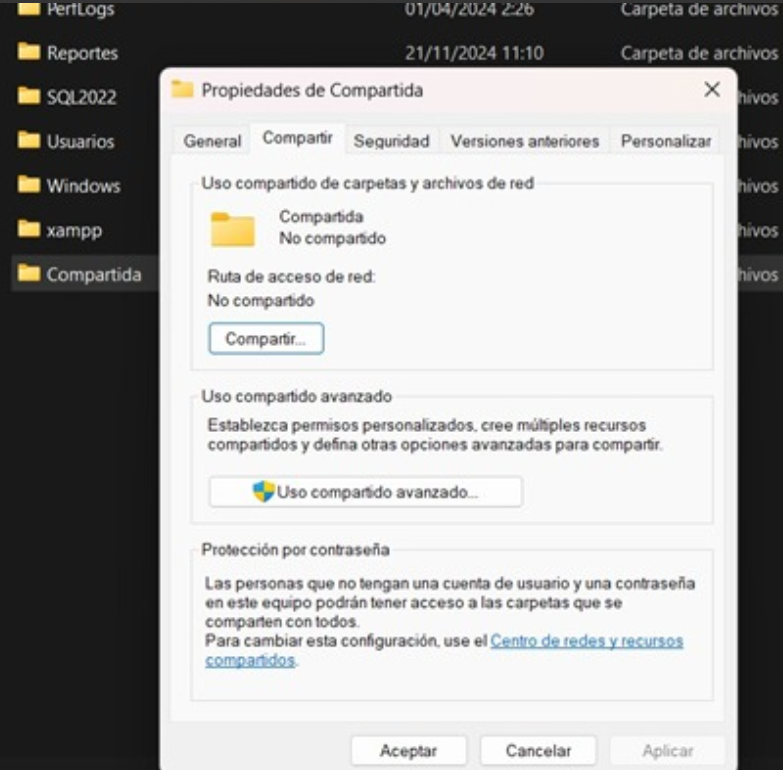 PerfLogs 01/04/2024 2:26 Carpeta de archivos
Reportes 21/11/2024 11:10 Carpeta de archivos
SQL2022 hivos
Usuarios hivos
Windows hivos
xampp hivos
Compartida hivos
Propiedades de Compartida
General Compartir Seguridad Versiones anteriores Personalizar
Uso compartido de carpetas y archivos de red
Compartida
No compartido
Ruta de acceso de red:
No compartido
Compartir...
Uso compartido avanzado
Establezca permisos personalizados, cree múltiples recursos
compartidos y defina otras opciones avanzadas para compartir.
Uso compartido avanzado...
Protección por contraseña
Las personas que no tengan una cuenta de usuario y una contraseña
en este equipo podrán tener acceso a las carpetas que se
comparten con todos.
Para cambiar esta configuración, use el Centro de redes y recursos
compartidos.
Aceptar Cancelar Aplicar